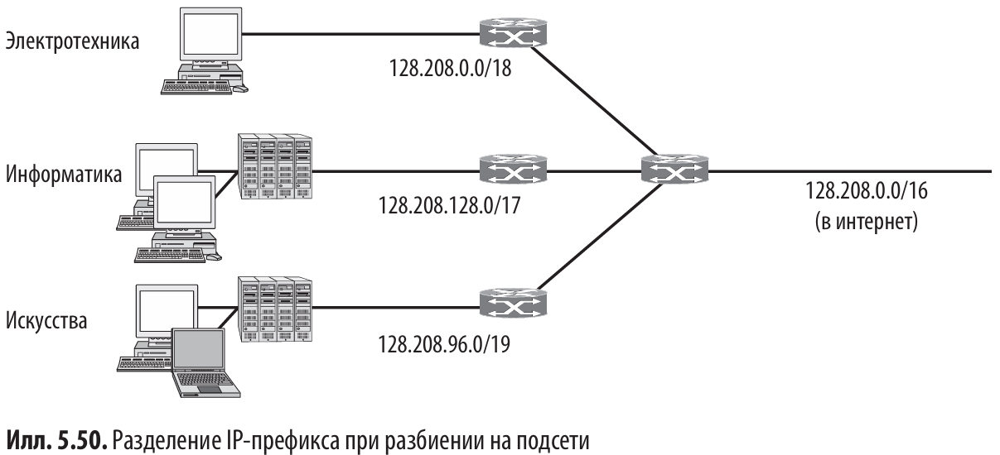 Электротехника
128.208.0.0/18
Информатика
128.208.128.0/17
128.208.0.0/16
(в интернет)
Искусства
128.208.96.0/19
Илл. 5.50. Разделение IP-префикса при разбиении на подсети